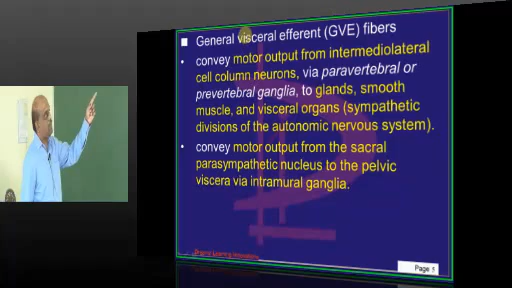 ■ General visceral efferent (GVE) fibers
• convey motor output from intermediolateral
cell column neurons, via paravertebral or
prevertebral ganglia, to glands, smooth
muscle, and visceral organs (sympathetic
divisions of the autonomic nervous system).
• convey motor output from the sacral
parasympathetic nucleus to the pelvic
viscera via intramural ganglia.
Page 5